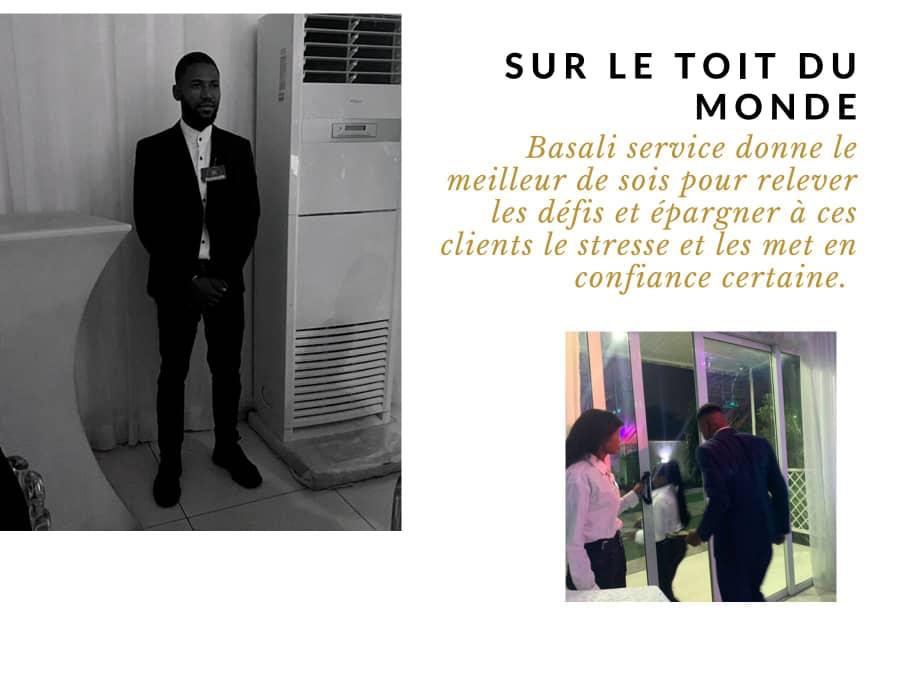 SUR LE TOIT DU
MONDE
Basali service donne le
meilleur de sois pour relever
les défis et épargner à ces
clients le stresse et les met en
confiance certaine.